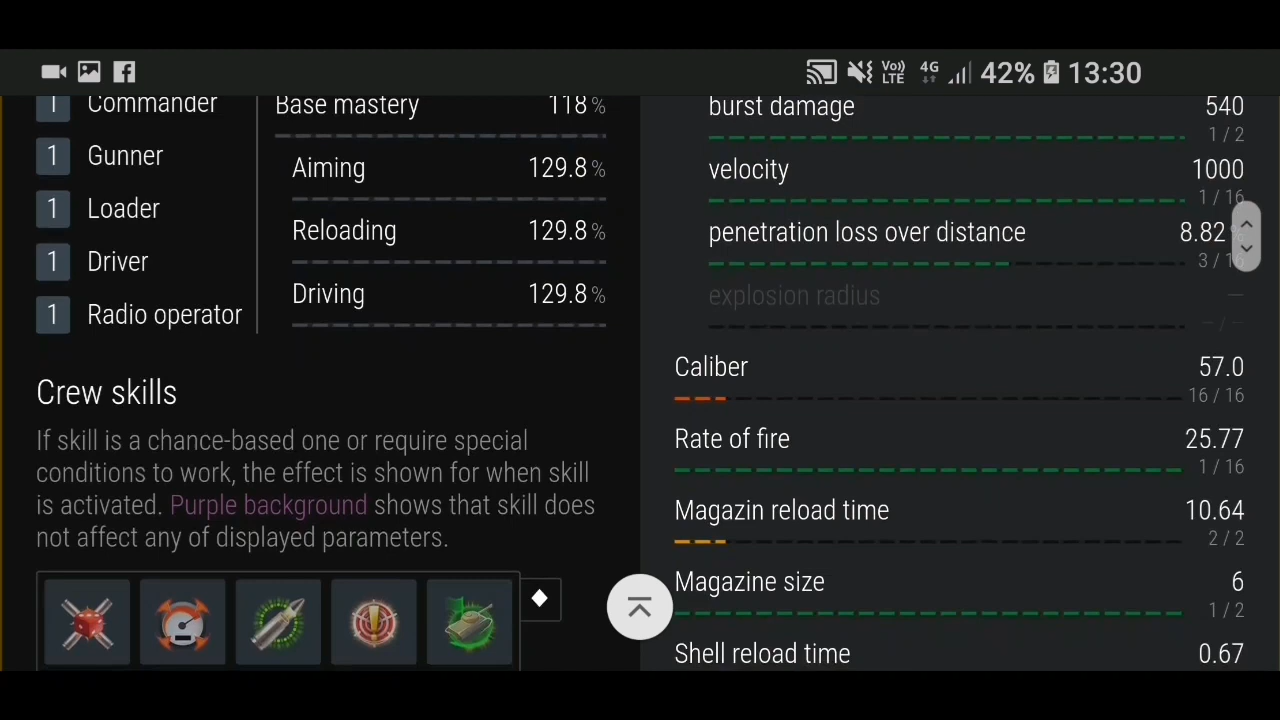 Vo)) LTE 4G 42% 13:30
1 Commander
1 Gunner
1 Loader
1 Driver
1 Radio operator
Base mastery 118 %
Aiming 129.8 %
Reloading 129.8 %
Driving 129.8 %
Crew skills
If skill is a chance-based one or require special
conditions to work, the effect is shown for when skill
is activated. Purple background shows that skill does
not affect any of displayed parameters.
burst damage 540
1 / 2
velocity 1000
1 / 16
penetration loss over distance 8.82 %
3 / 16
explosion radius —
– / –
Caliber 57.0
16 / 16
Rate of fire 25.77
1 / 16
Magazin reload time 10.64
2 / 2
Magazine size 6
1 / 2
Shell reload time 0.67